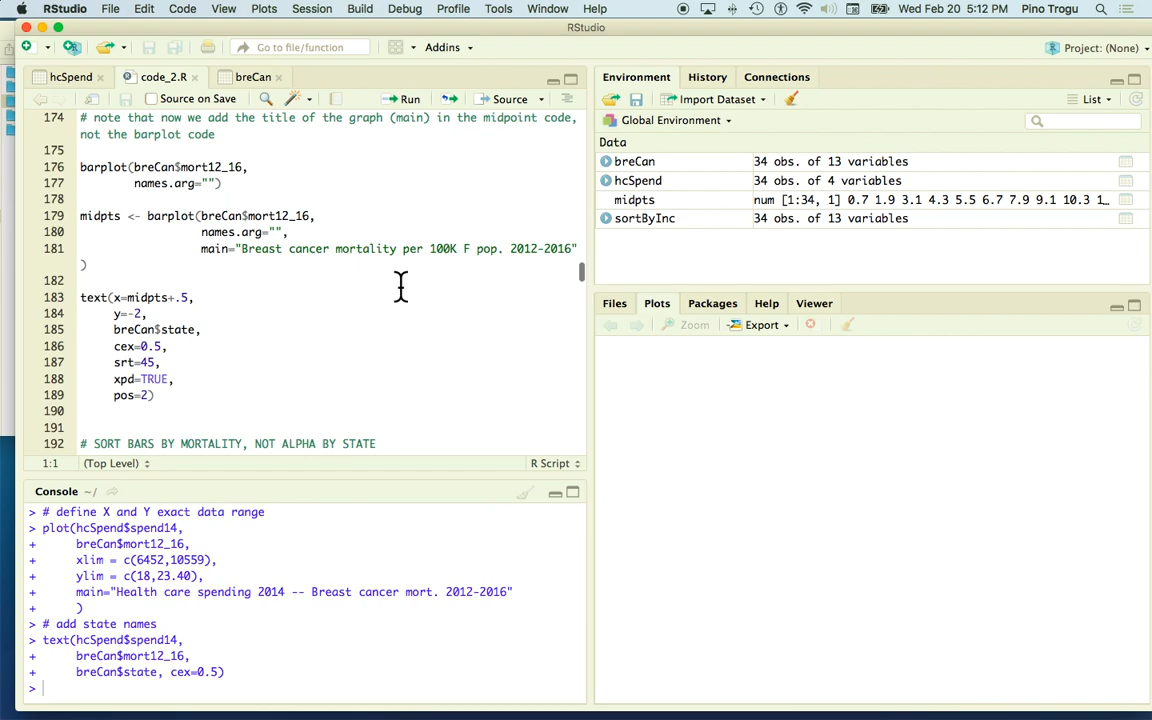 RStudio File Edit Code View Plots Session Build Debug Profile Tools Window Help Wed Feb 20 5:12 PM Pino Trogu
RStudio
Go to file/function Addins Project: (None)
hcSpend code_2.R breCan
Source on Save Run Source
174 # note that now we add the title of the graph (main) in the midpoint code,
not the barplot code
175
176 barplot(breCan$mort12_16,
177 names.arg="")
178
179 midpts <- barplot(breCan$mort12_16,
180 names.arg="",
181 main="Breast cancer mortality per 100K F pop. 2012-2016"
)
182
183 text(x=midpts+.5,
184 y=-2,
185 breCan$state,
186 cex=0.5,
187 srt=45,
188 xpd=TRUE,
189 pos=2)
190
191
192 # SORT BARS BY MORTALITY, NOT ALPHA BY STATE
1:1 (Top Level) R Script
Console ~/
> # define X and Y exact data range
> plot(hcSpend$spend14,
+ breCan$mort12_16,
+ xlim = c(6452,10559),
+ ylim = c(18,23.40),
+ main="Health care spending 2014 -- Breast cancer mort. 2012-2016"
+ )
> # add state names
> text(hcSpend$spend14,
+ breCan$mort12_16,
+ breCan$state, cex=0.5)
>
Environment History Connections
Import Dataset List
Global Environment
Data
breCan 34 obs. of 13 variables
hcSpend 34 obs. of 4 variables
midpts num [1:34, 1] 0.7 1.9 3.1 4.3 5.5 6.7 7.9 9.1 10.3 1…
sortByInc 34 obs. of 13 variables
Files Plots Packages Help Viewer
Zoom Export